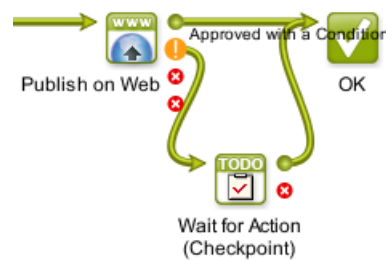 WWW
Approved with a Condition
Publish on Web
OK
TODO
Wait for Action
(Checkpoint)